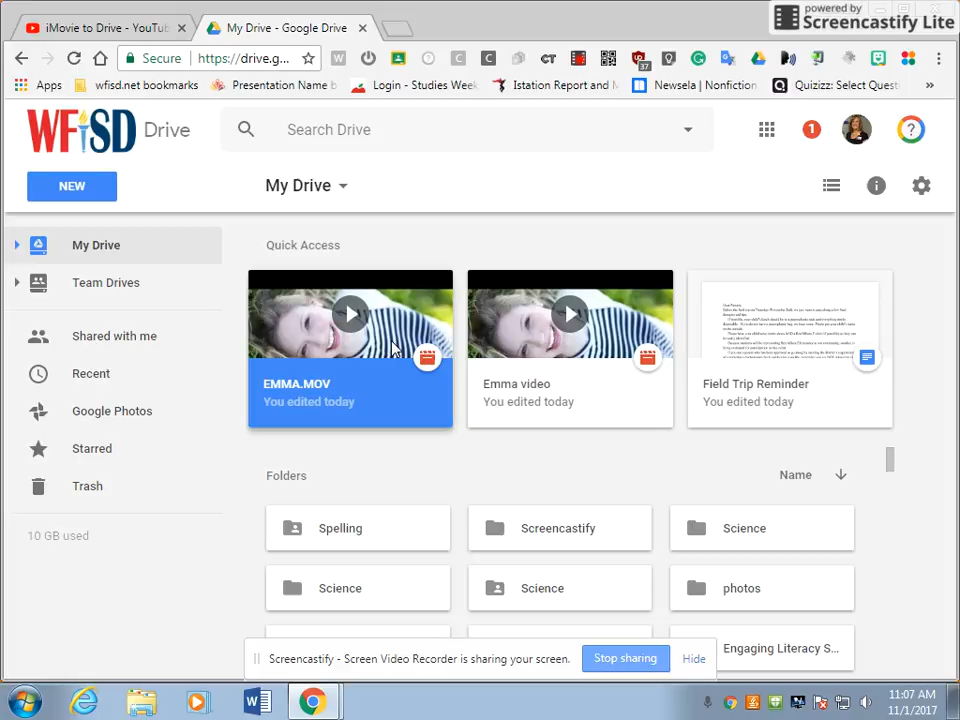 iMovie to Drive - YouTub
My Drive - Google Drive
powered by
Screencastify Lite
Secure
https://drive.g...
37
Apps
wfisd.net bookmarks
Presentation Name b
Login - Studies Week
Istation Report and M
Newsela | Nonfiction
Quizizz: Select Quest
»
WFISD Drive
Search Drive
1
?
NEW
My Drive
My Drive
Team Drives
Shared with me
Recent
Google Photos
Starred
Trash
10 GB used
Quick Access
EMMA.MOV
You edited today
Emma video
You edited today
Field Trip Reminder
You edited today
Folders
Name
Spelling
Screencastify
Science
Science
Science
photos
Engaging Literacy S...
Screencastify - Screen Video Recorder is sharing your screen.
Stop sharing
Hide
11:07 AM
11/1/2017